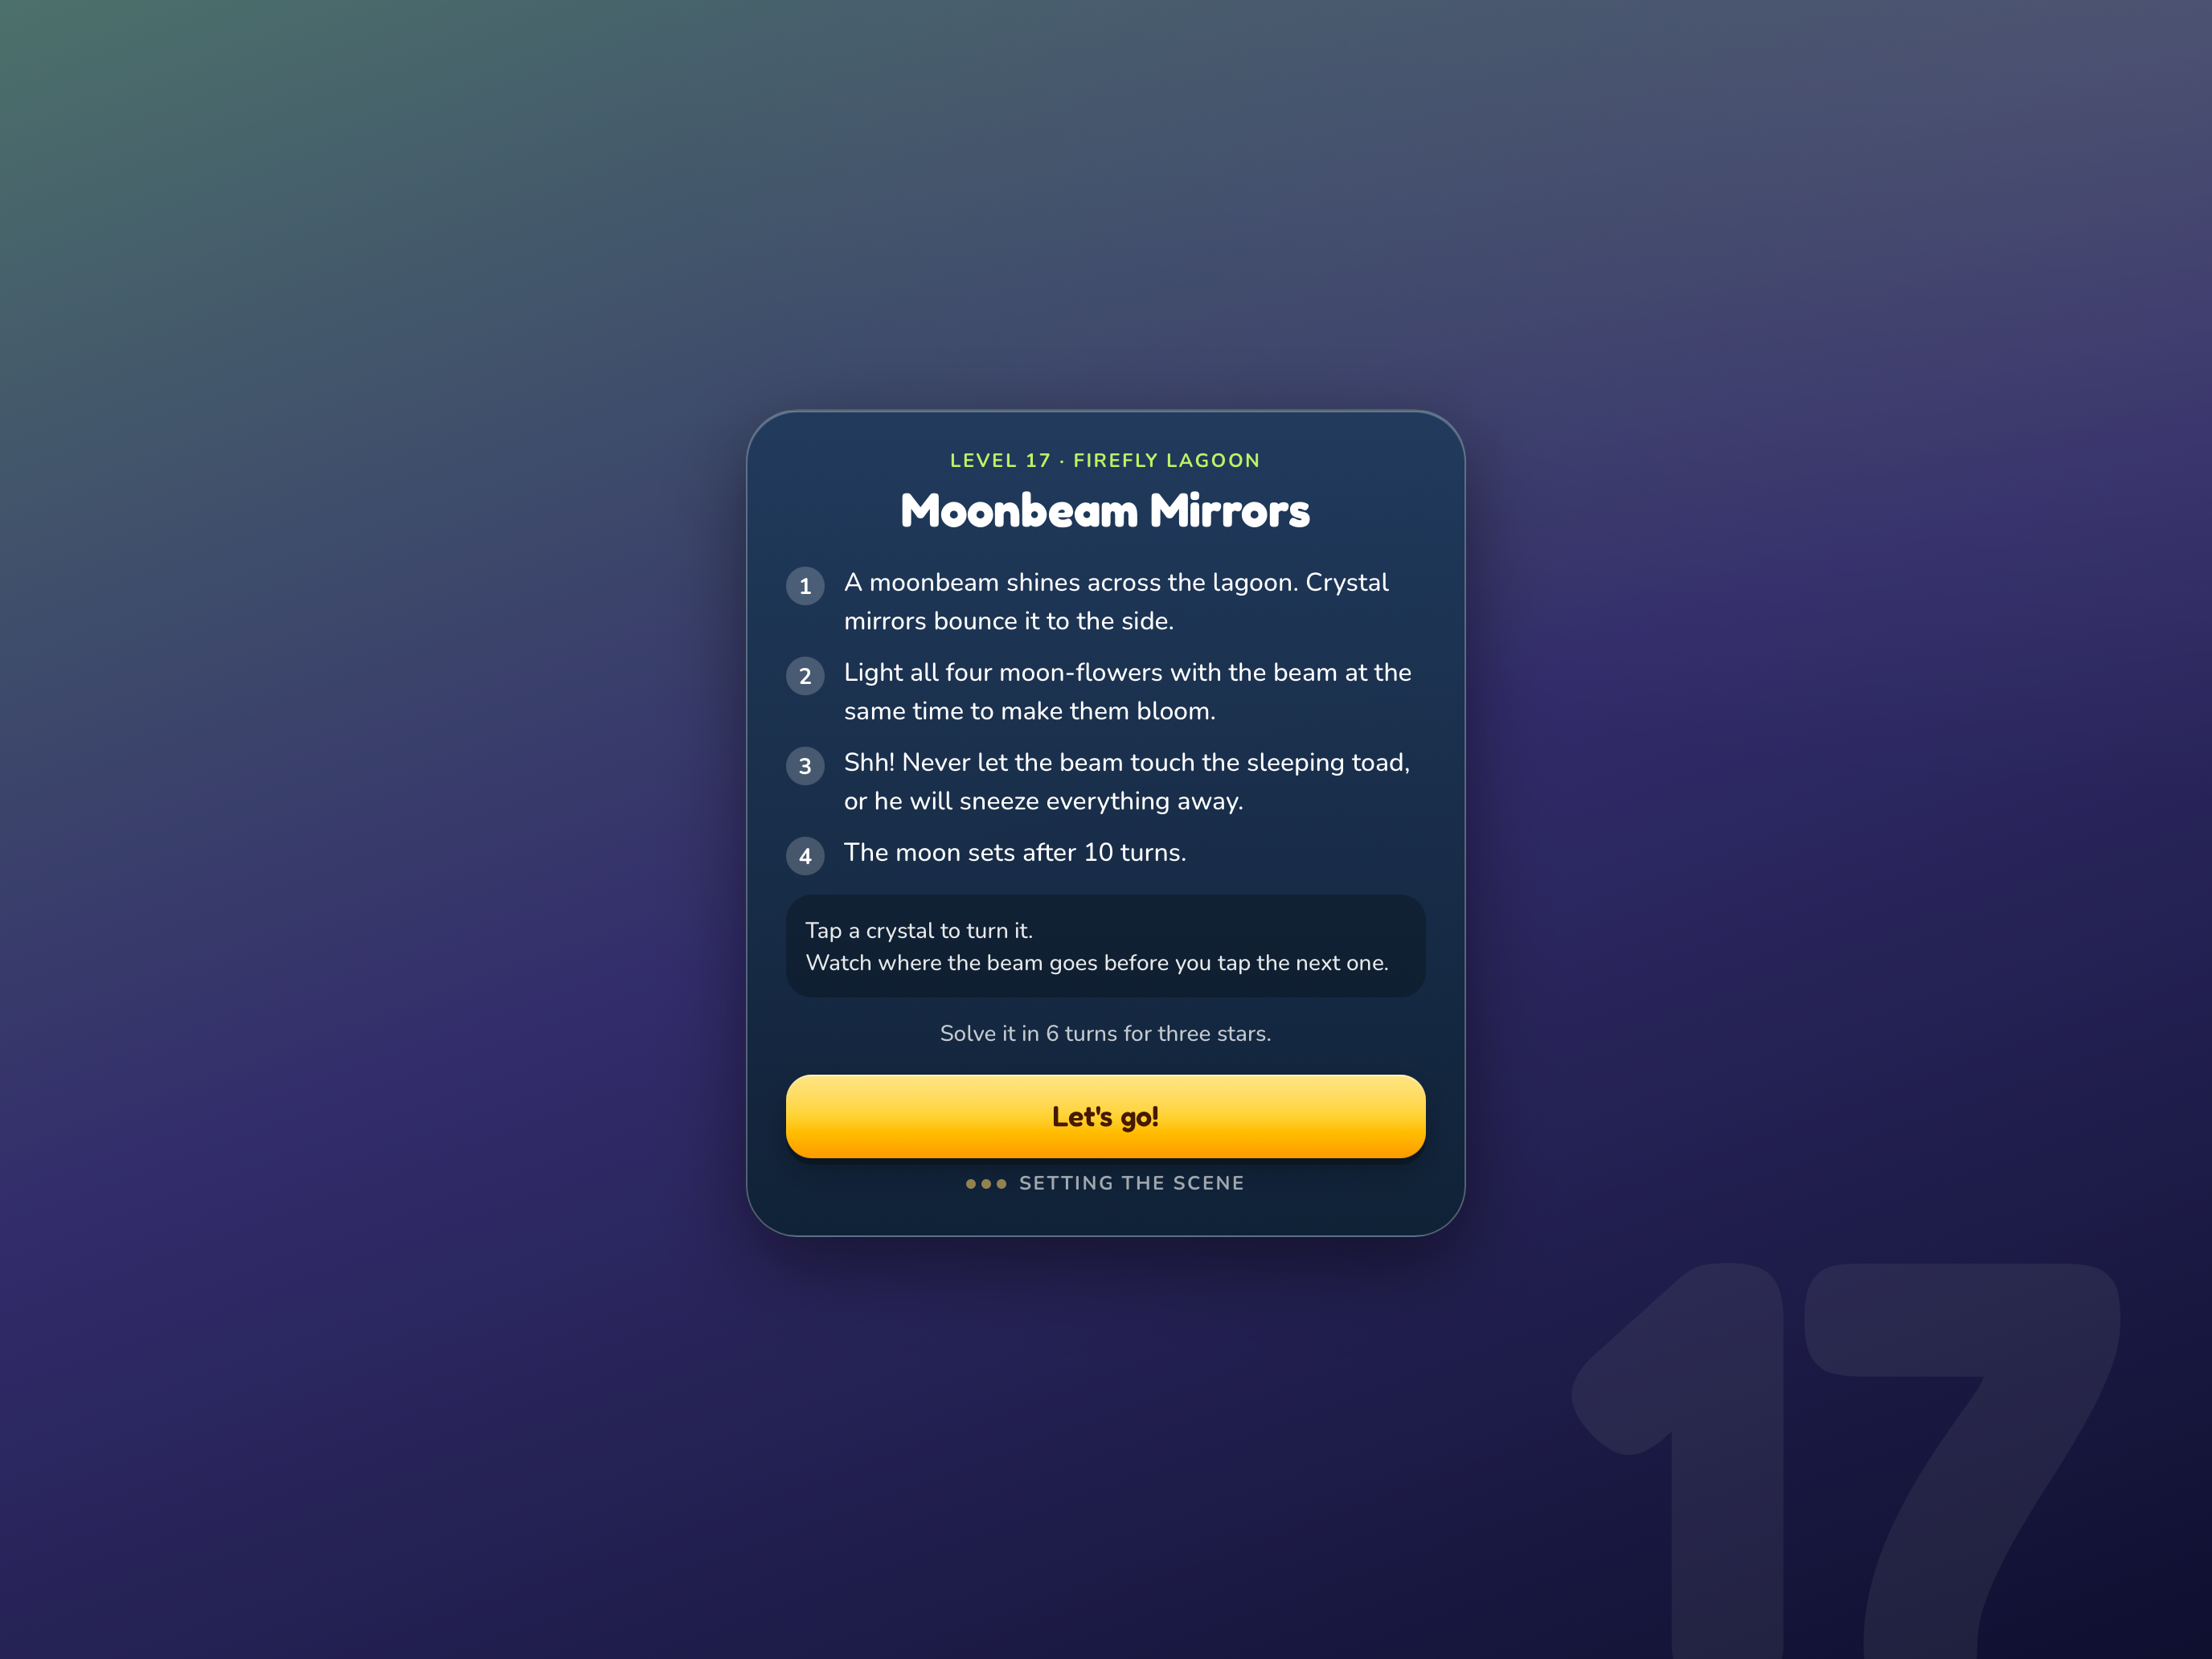 LEVEL 17 · FIREFLY LAGOON
Moonbeam Mirrors
1 A moonbeam shines across the lagoon. Crystal
mirrors bounce it to the side.
2 Light all four moon-flowers with the beam at the
same time to make them bloom.
3 Shh! Never let the beam touch the sleeping toad,
or he will sneeze everything away.
4 The moon sets after 10 turns.
Tap a crystal to turn it.
Watch where the beam goes before you tap the next one.
Solve it in 6 turns for three stars.
Let's go!
SETTING THE SCENE
17